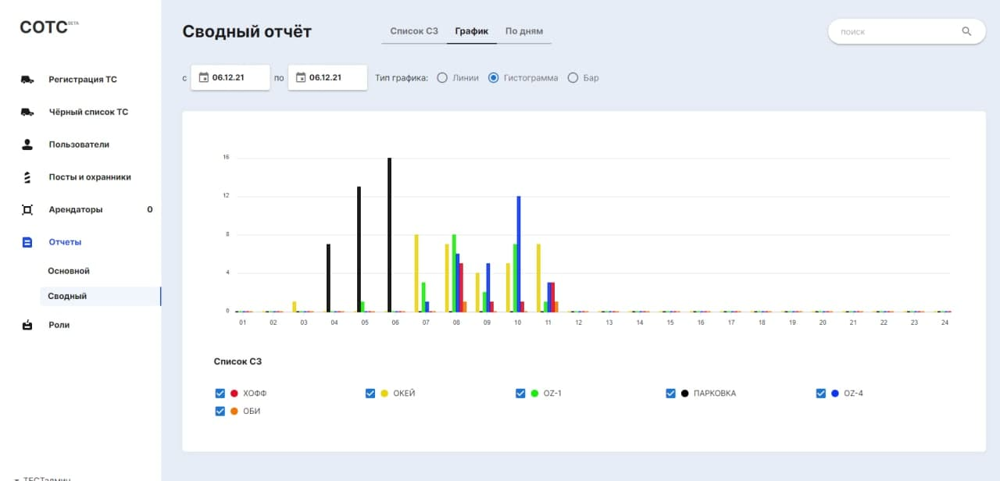 СОТС BETA
Регистрация ТС
Чёрный список ТС
Пользователи
Посты и охранники
Арендаторы 0
Отчеты
Основной
Сводный
Роли
ТЕСТадмин
Сводный отчёт
Список СЗ График По дням
поиск
с 06.12.21 по 06.12.21 Тип графика: Линии Гистограмма Бар
16
12
8
4
0
01 02 03 04 05 06 07 08 09 10 11 12 13 14 15 16 17 18 19 20 21 22 23 24
Список СЗ
ХОФФ ОКЕЙ OZ-1 ПАРКОВКА OZ-4
ОБИ